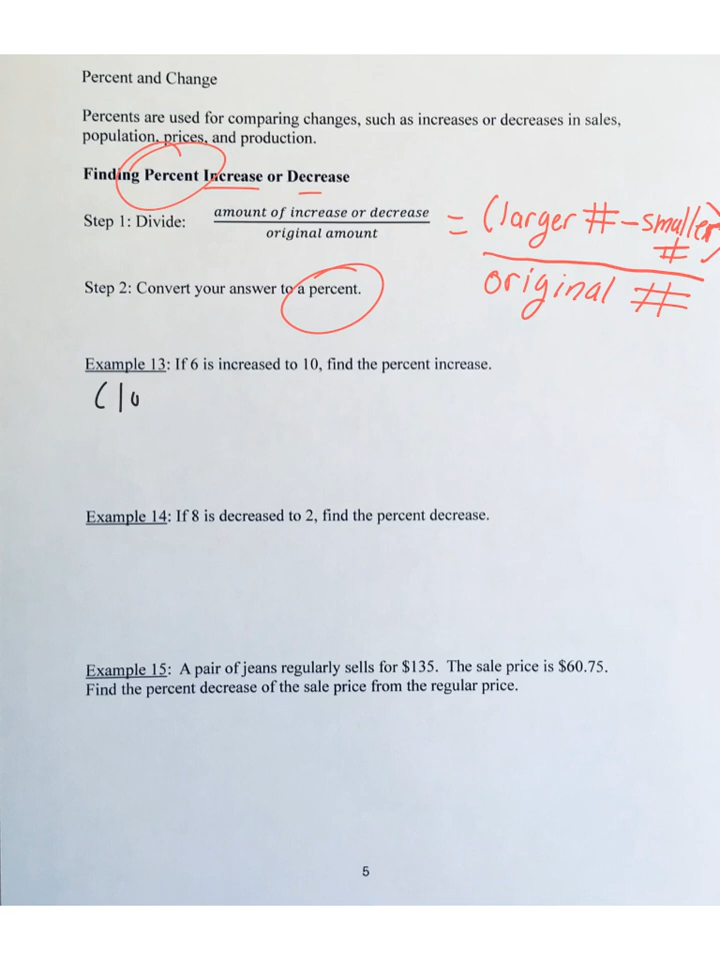 Percent and Change
Percents are used for comparing changes, such as increases or decreases in sales,
population, prices, and production.
Finding Percent Increase or Decrease
Step 1: Divide: amount of increase or decrease = (larger # - smaller
#)
original amount original #
Step 2: Convert your answer to a percent.
Example 13: If 6 is increased to 10, find the percent increase.
(10
Example 14: If 8 is decreased to 2, find the percent decrease.
Example 15: A pair of jeans regularly sells for $135. The sale price is $60.75.
Find the percent decrease of the sale price from the regular price.
5